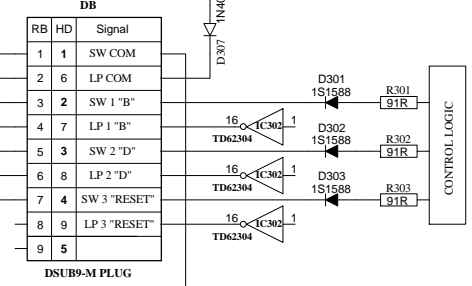 DB
RB HD Signal
1 1 SW COM
2 6 LP COM
3 2 SW 1 "B"
4 7 LP 1 "B"
5 3 SW 2 "D"
6 8 LP 2 "D"
7 4 SW 3 "RESET"
8 9 LP 3 "RESET"
9 5
DSUB9-M PLUG
D307
1N40
D301
1S1588
R301
91R
16 IC302 1
TD62304
D302
1S1588
R302
91R
16 IC302 1
TD62304
D303
1S1588
R303
91R
16 IC302 1
TD62304
CONTROL LOGIC